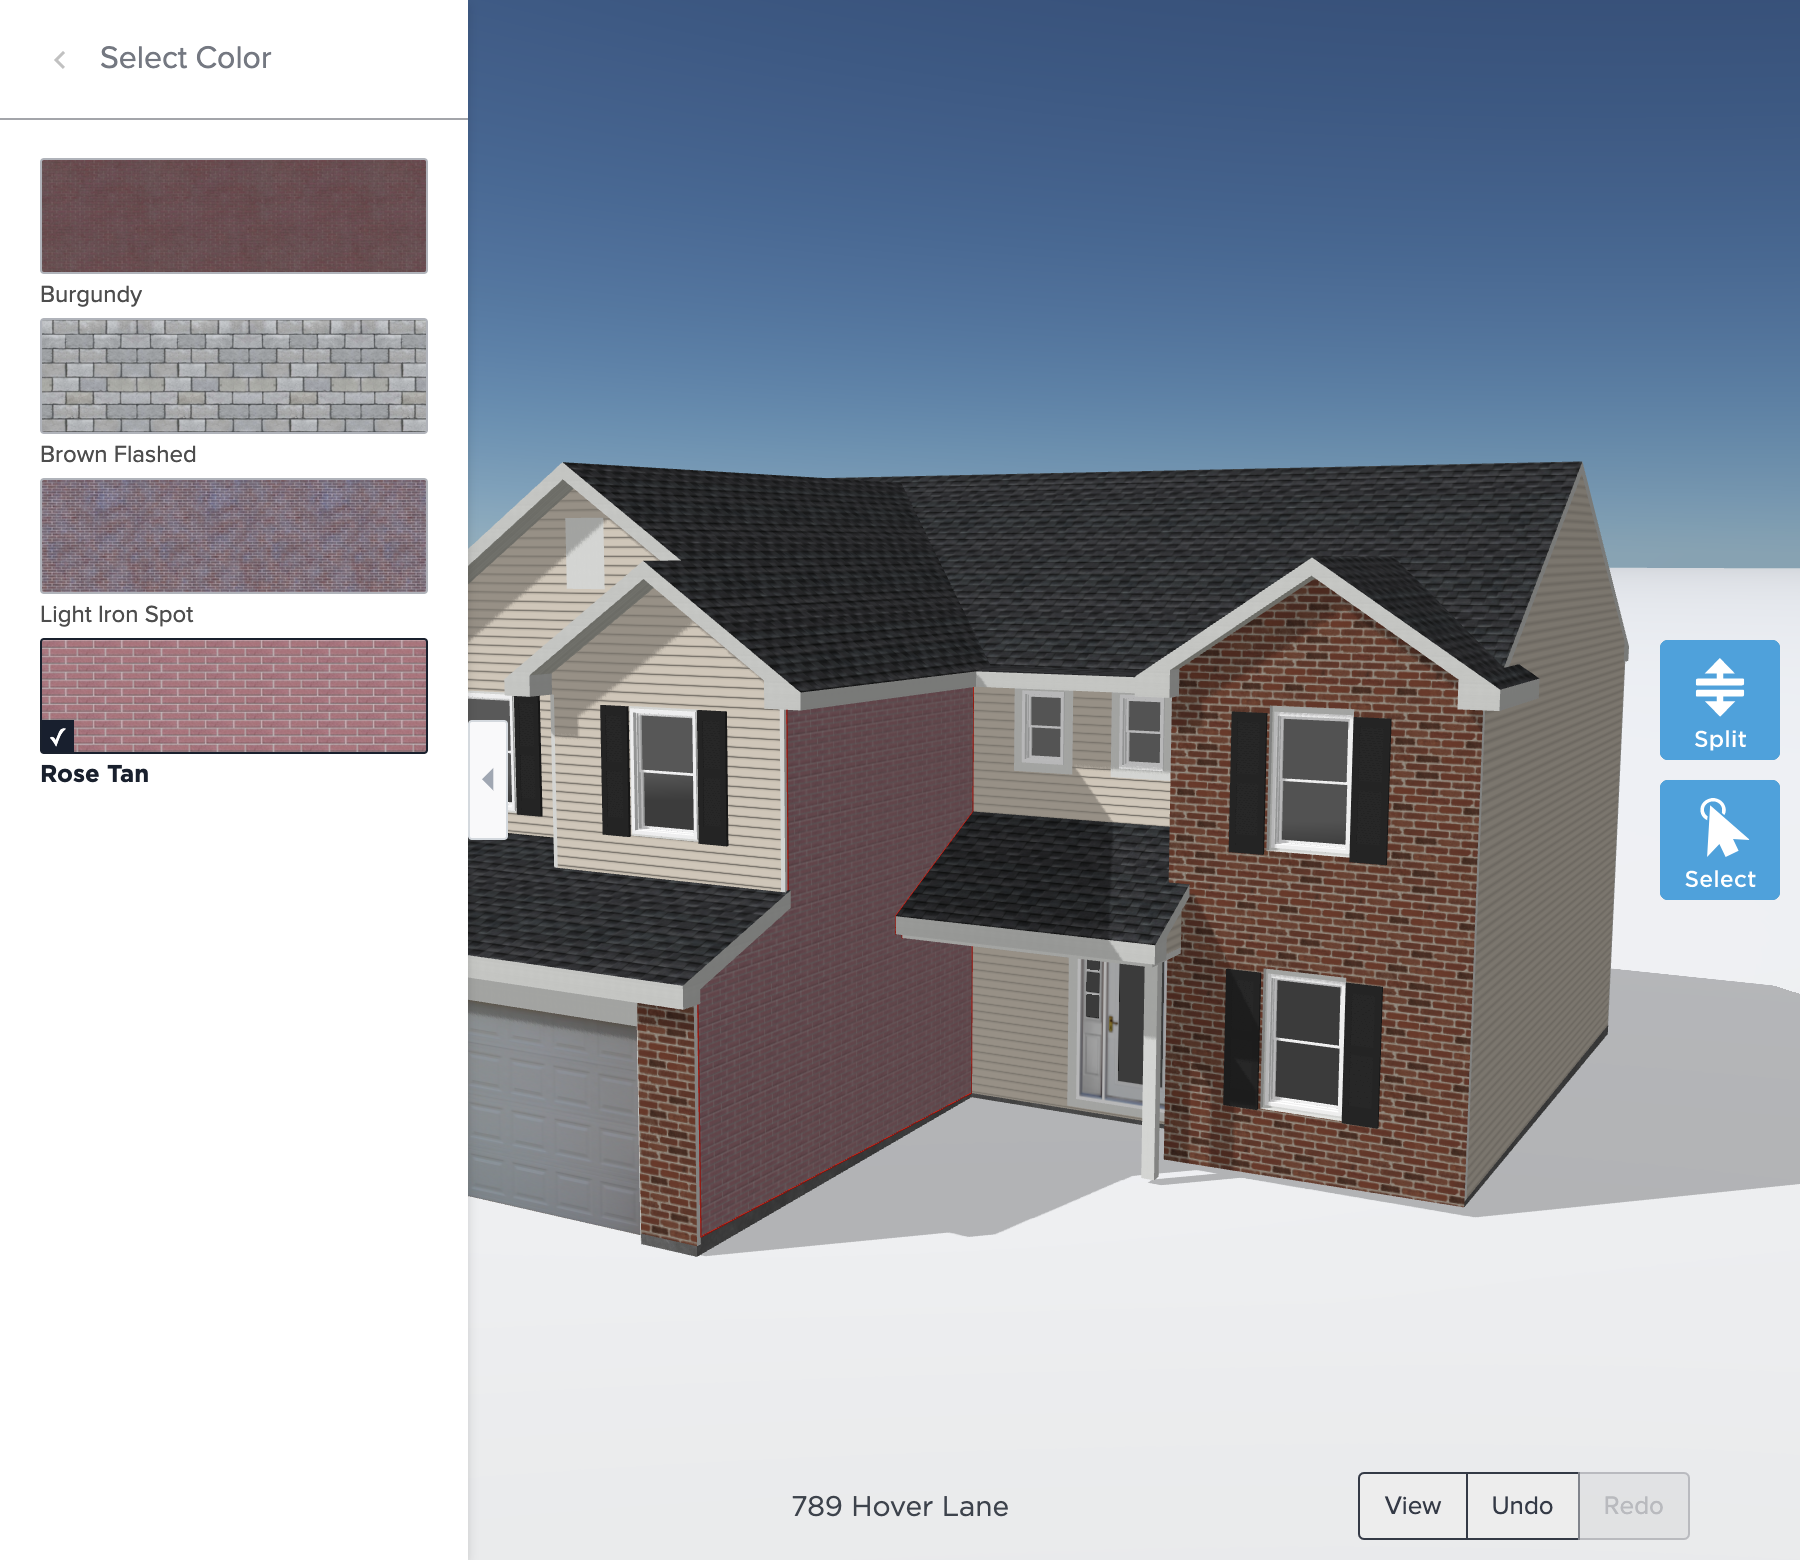 Select Color
Burgundy
Brown Flashed
Light Iron Spot
Rose Tan
Split
Select
789 Hover Lane
View
Undo
Redo